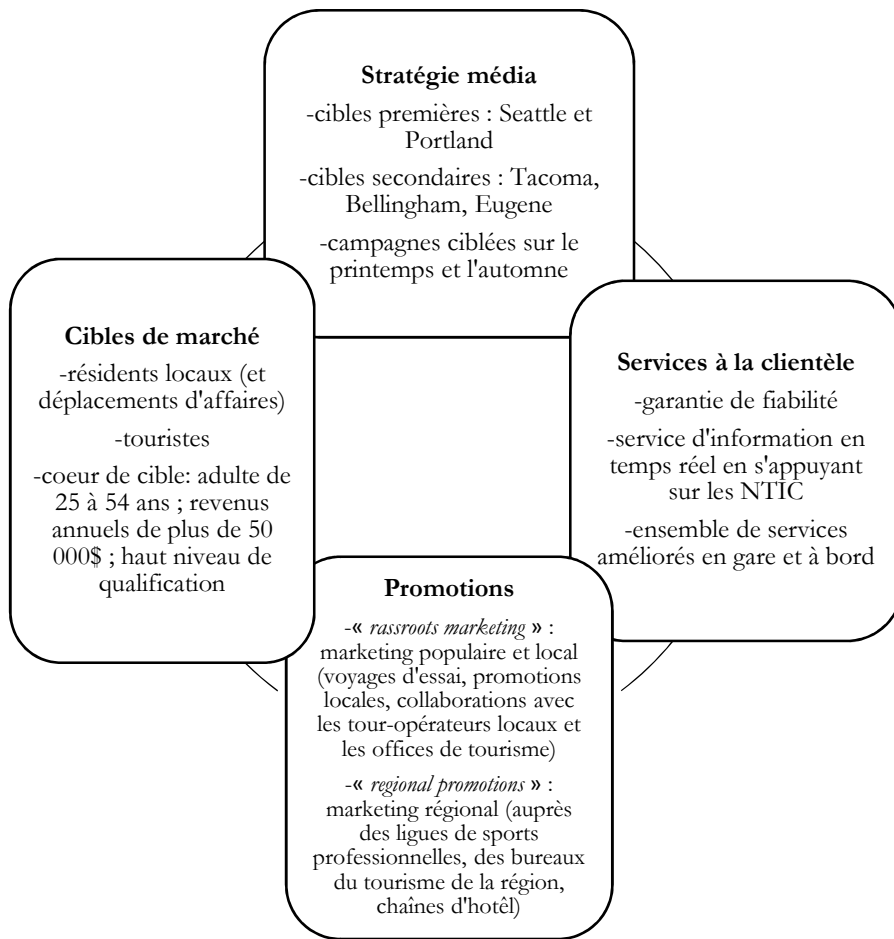 Stratégie média
-cibles premières : Seattle et
Portland
-cibles secondaires : Tacoma,
Bellingham, Eugene
-campagnes ciblées sur le
printemps et l'automne
Cibles de marché
-résidents locaux (et
déplacements d'affaires)
-touristes
-coeur de cible: adulte de
25 à 54 ans ; revenus
annuels de plus de 50
000$ ; haut niveau de
qualification
Services à la clientèle
-garantie de fiabilité
-service d'information en
temps réel en s'appuyant
sur les NTIC
-ensemble de services
améliorés en gare et à bord
Promotions
-« rassroots marketing » :
marketing populaire et local
(voyages d'essai, promotions
locales, collaborations avec
les tour-opérateurs locaux et
les offices de tourisme)
-« regional promotions » :
marketing régional (auprès
des ligues de sports
professionnelles, des bureaux
du tourisme de la région,
chaînes d'hotêl)